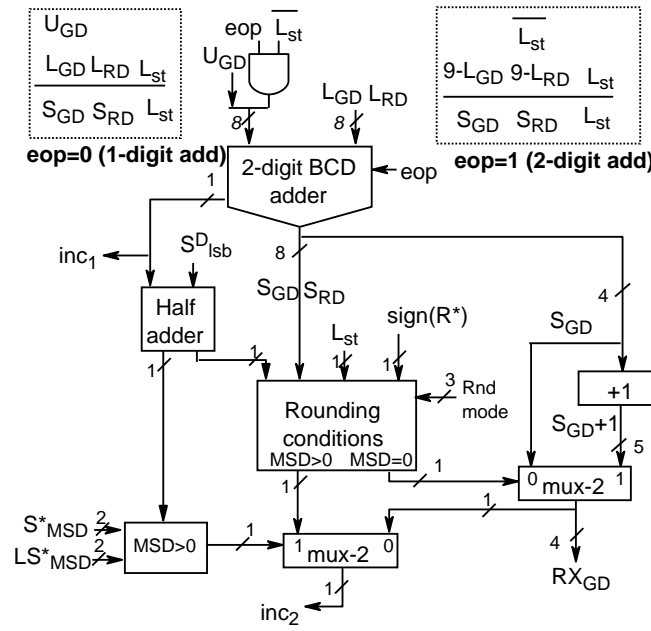 U_GD
L_GD L_RD L_st
S_GD S_RD L_st
eop=0 (1-digit add)
eop L_st
U_GD
8
L_GD L_RD
8
L_st
9-L_GD 9-L_RD L_st
S_GD S_RD L_st
eop=1 (2-digit add)
2-digit BCD
adder
eop
1
inc_1
S^D_lsb
8
S_GD S_RD
4
S_GD
Half
adder
1
1
L_st
1
sign(R*)
1
3 Rnd
mode
+1
S_GD+1
5
Rounding
conditions
MSD>0 MSD=0
1
1
0 1
mux-2
S*_MSD 2
LS*_MSD 2
MSD>0
1
1 0
mux-2
1
4
RX_GD
1
inc_2